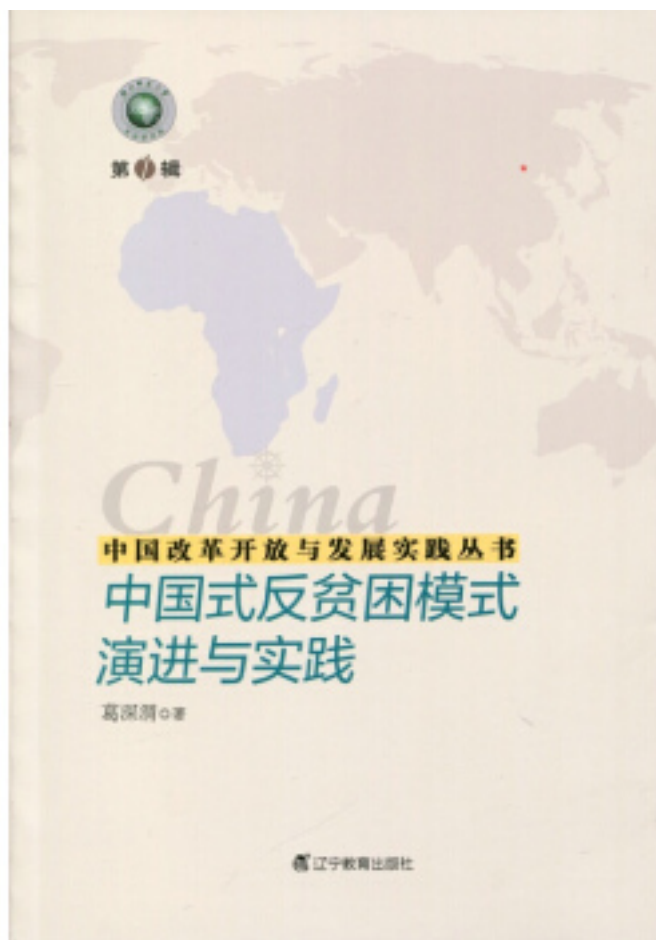 第 辑
China
中国改革开放与发展实践丛书
中国式反贫困模式
演进与实践
葛深渭◎著
辽宁教育出版社